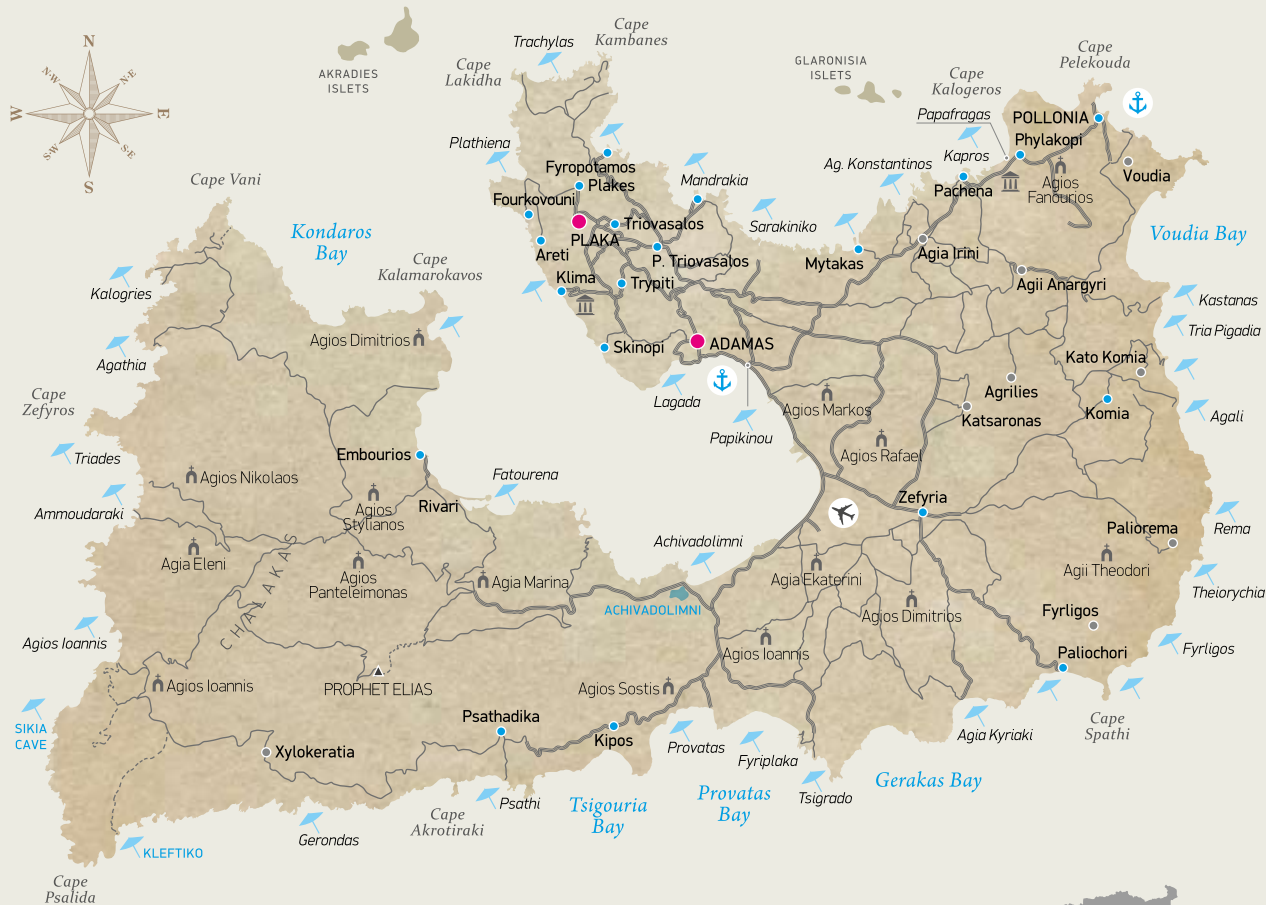 Cape
Kambanes
Trachylas
Cape
Lakidha
AKRADIES
ISLETS
GLARONISIA
ISLETS
Cape
Pelekouda
Cape
Kalogeros
N
N-W
N-E
W
E
S-W
S-E
S
Papafragas
POLLONIA
Phylakopi
Plathiena
Fyropotamos
Plakes
Mandrakia
Ag. Konstantinos
Kapros
Pachena
Agios
Fanourios
Voudia
Cape Vani
Fourkovouni
Triovasalos
PLAKA
Sarakiniko
Kondaros
Bay
Voudia Bay
Areti
P. Triovasalos
Mytakas
Agia Irini
Cape
Kalamarokavos
Klima
Trypiti
Agii Anargyri
Kalogries
Kastanas
Agios Dimitrios
Skinopi
ADAMAS
Tria Pigadia
Kato Komia
Agathia
Lagada
Agios Markos
Agrilies
Katsaronas
Komia
Agali
Cape
Zefyros
Papikinou
Triades
Embourios
Agios Rafael
Agios Nikolaos
Fatourena
Agios
Stylianos
Rivari
Zefyria
Ammoudaraki
Paliorema
Rema
Agia Eleni
CHALAKAS
Achivadolimni
Agios
Panteleimonas
Agia Marina
Agia Ekaterini
Agii Theodori
Theiorychia
ACHIVADOLIMNI
Agios Dimitrios
Fyrligos
Agios Ioannis
Agios Ioannis
Paliochori
Fyrligos
Agios Ioannis
PROPHET ELIAS
Agios Sostis
SIKIA
CAVE
Psathadika
Kipos
Provatas
Agia Kyriaki
Cape
Spathi
Xylokeratia
Fyriplaka
Gerakas Bay
Provatas
Bay
Tsigrado
Psathi
Tsigouria
Bay
Cape
Akrotiraki
Gerondas
KLEFTIKO
Cape
Psalida